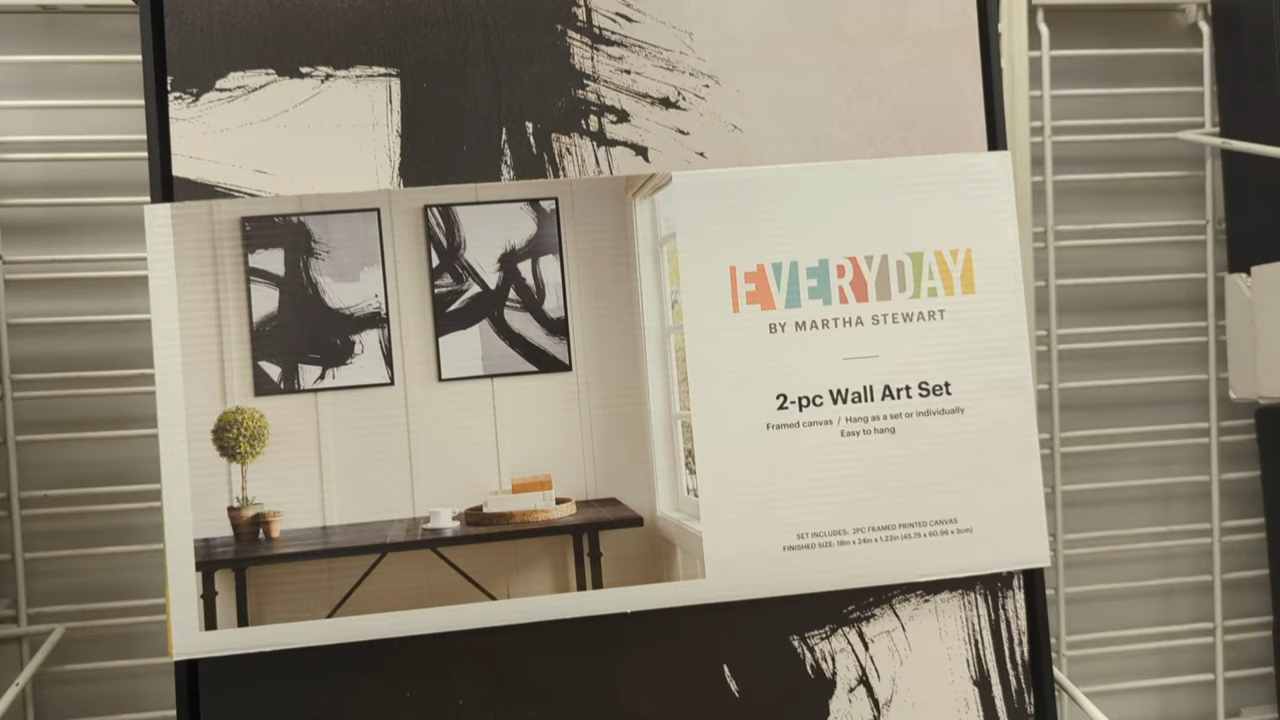 EVERYDAY
BY MARTHA STEWART
2-pc Wall Art Set
Framed canvas / Hang as a set or individually
Easy to hang
SET INCLUDES: 2PC FRAMED PRINTED CANVAS
FINISHED SIZE: 18in x 24in x 1.22in (45.75 x 60.96 x 3cm)